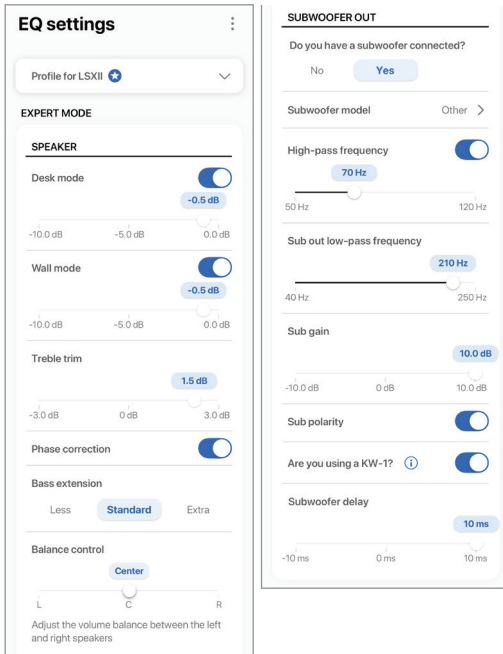 EQ settings
Profile for LSXII
EXPERT MODE
SPEAKER
Desk mode
-0.5 dB
-10.0 dB -5.0 dB 0.0 dB
Wall mode
-0.5 dB
-10.0 dB -5.0 dB 0.0 dB
Treble trim
1.5 dB
-3.0 dB 0 dB 3.0 dB
Phase correction
Bass extension
Less Standard Extra
Balance control
Center
L C R
Adjust the volume balance between the left
and right speakers
SUBWOOFER OUT
Do you have a subwoofer connected?
No Yes
Subwoofer model Other
High-pass frequency
70 Hz
50 Hz 120 Hz
Sub out low-pass frequency
210 Hz
40 Hz 250 Hz
Sub gain
10.0 dB
-10.0 dB 0 dB 10.0 dB
Sub polarity
Are you using a KW-1? i
Subwoofer delay
10 ms
-10 ms 0 ms 10 ms